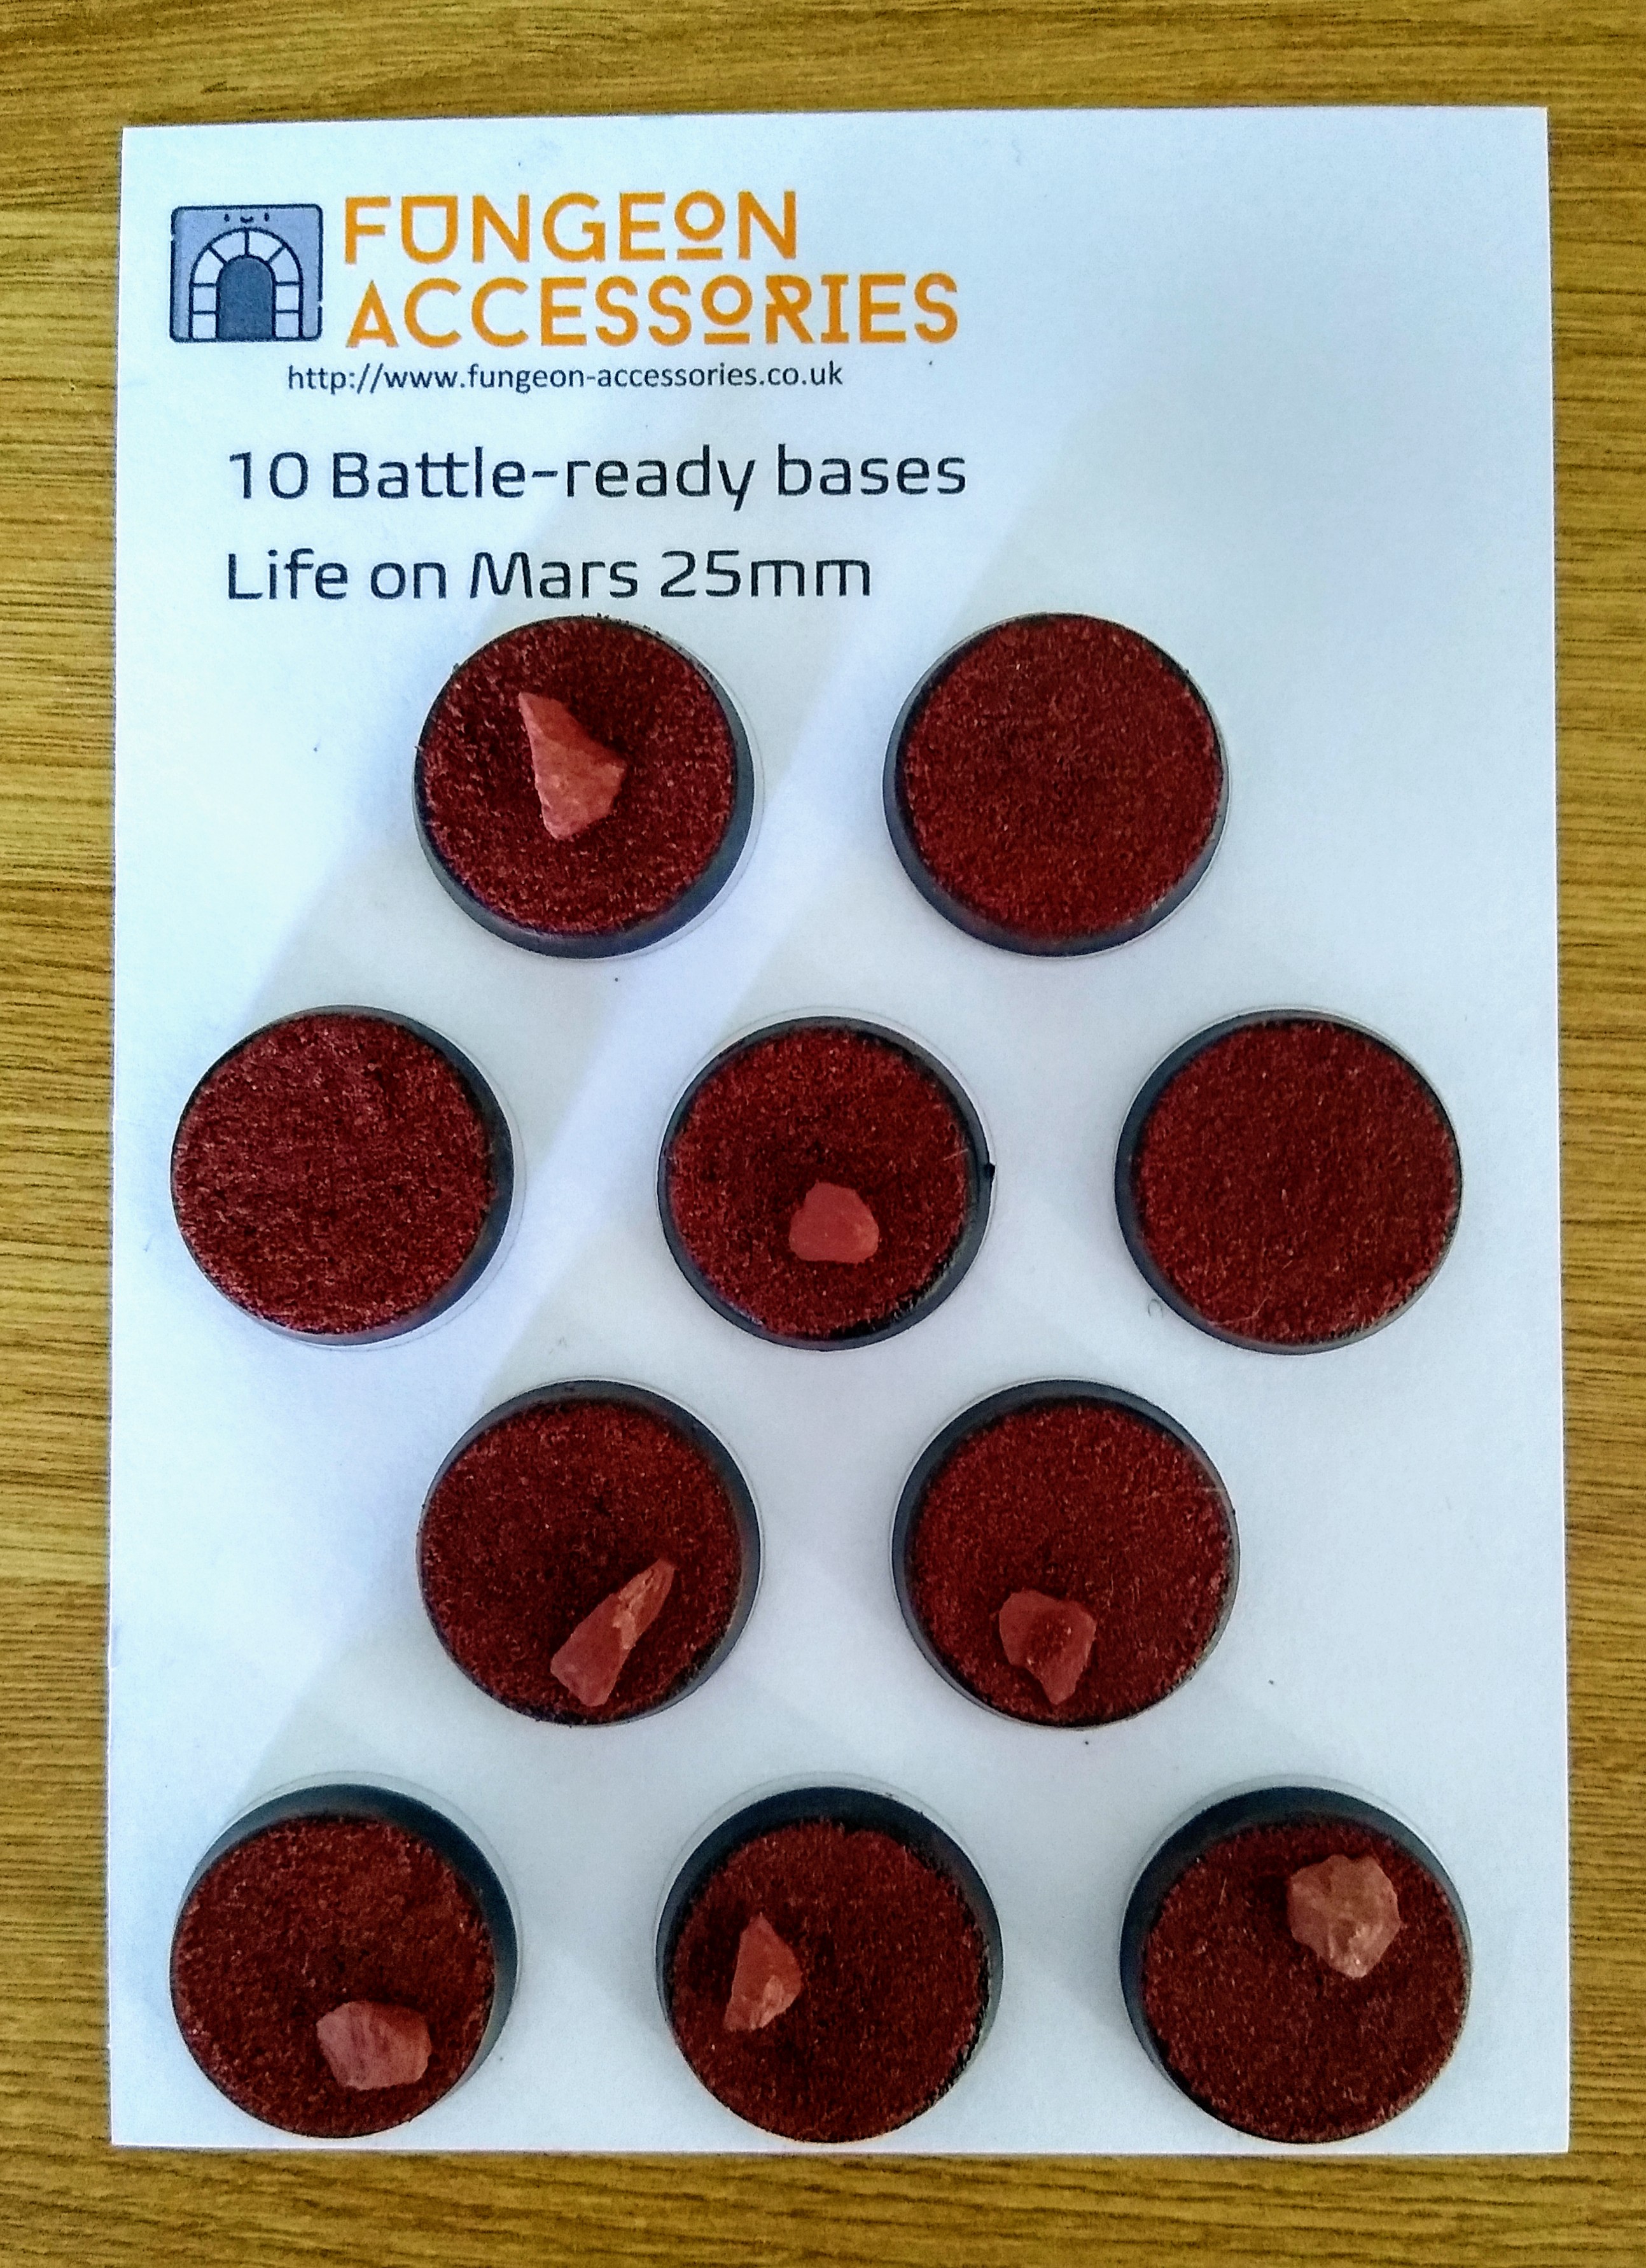 FUNGEON
ACCESSORIES
http://www.fungeon-accessories.co.uk
10 Battle-ready bases
Life on Mars 25mm